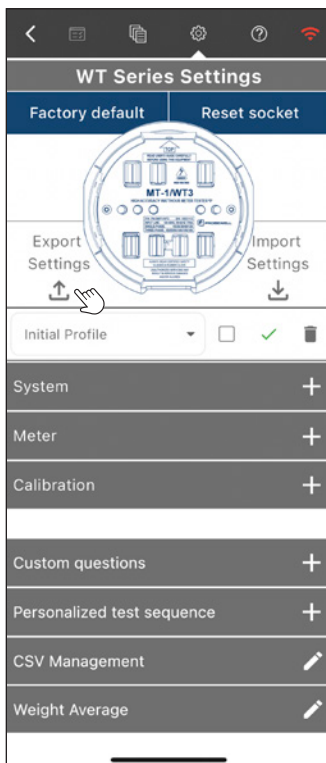 WT Series Settings
Factory default
Reset socket
TOP
MT-1/WT3
Export
Settings
Import
Settings
Initial Profile
System
Meter
Calibration
Custom questions
Personalized test sequence
CSV Management
Weight Average